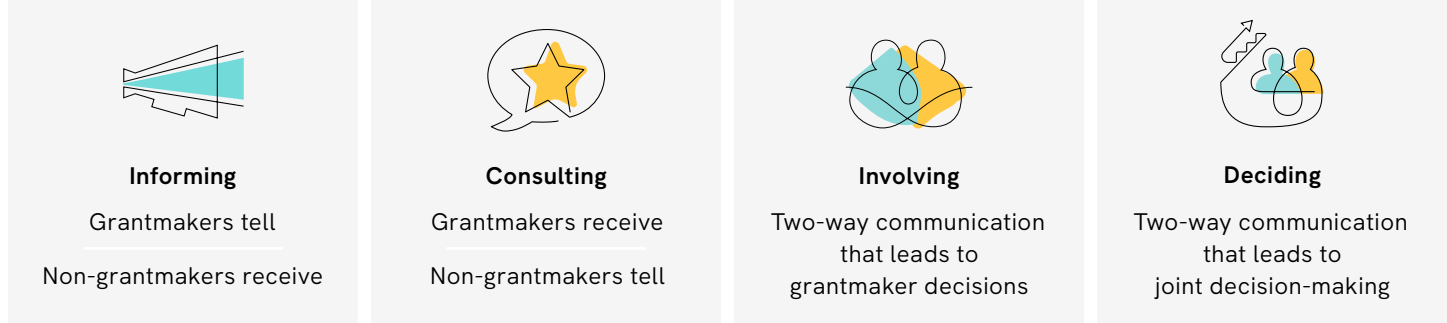 Informing
Grantmakers tell
Non-grantmakers receive
Consulting
Grantmakers receive
Non-grantmakers tell
Involving
Two-way communication
that leads to
grantmaker decisions
Deciding
Two-way communication
that leads to
joint decision-making